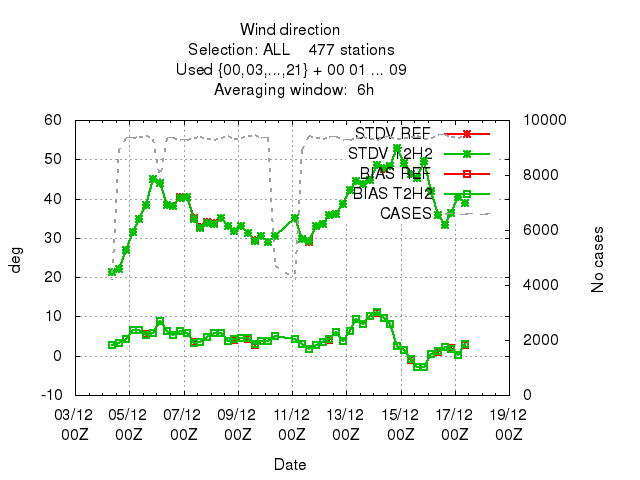 Wind direction
Selection: ALL    477 stations
Used {00,03,...,21} + 00 01 ... 09
Averaging window:  6h
60 10000
STDV REF
50 STDV T2H2
BIAS REF 8000
40 BIAS T2H2
CASES
30 6000
deg No cases
20 4000
10 2000
0
-10 0
03/12 05/12 07/12 09/12 11/12 13/12 15/12 17/12 19/12
00Z 00Z 00Z 00Z 00Z 00Z 00Z 00Z 00Z
Date